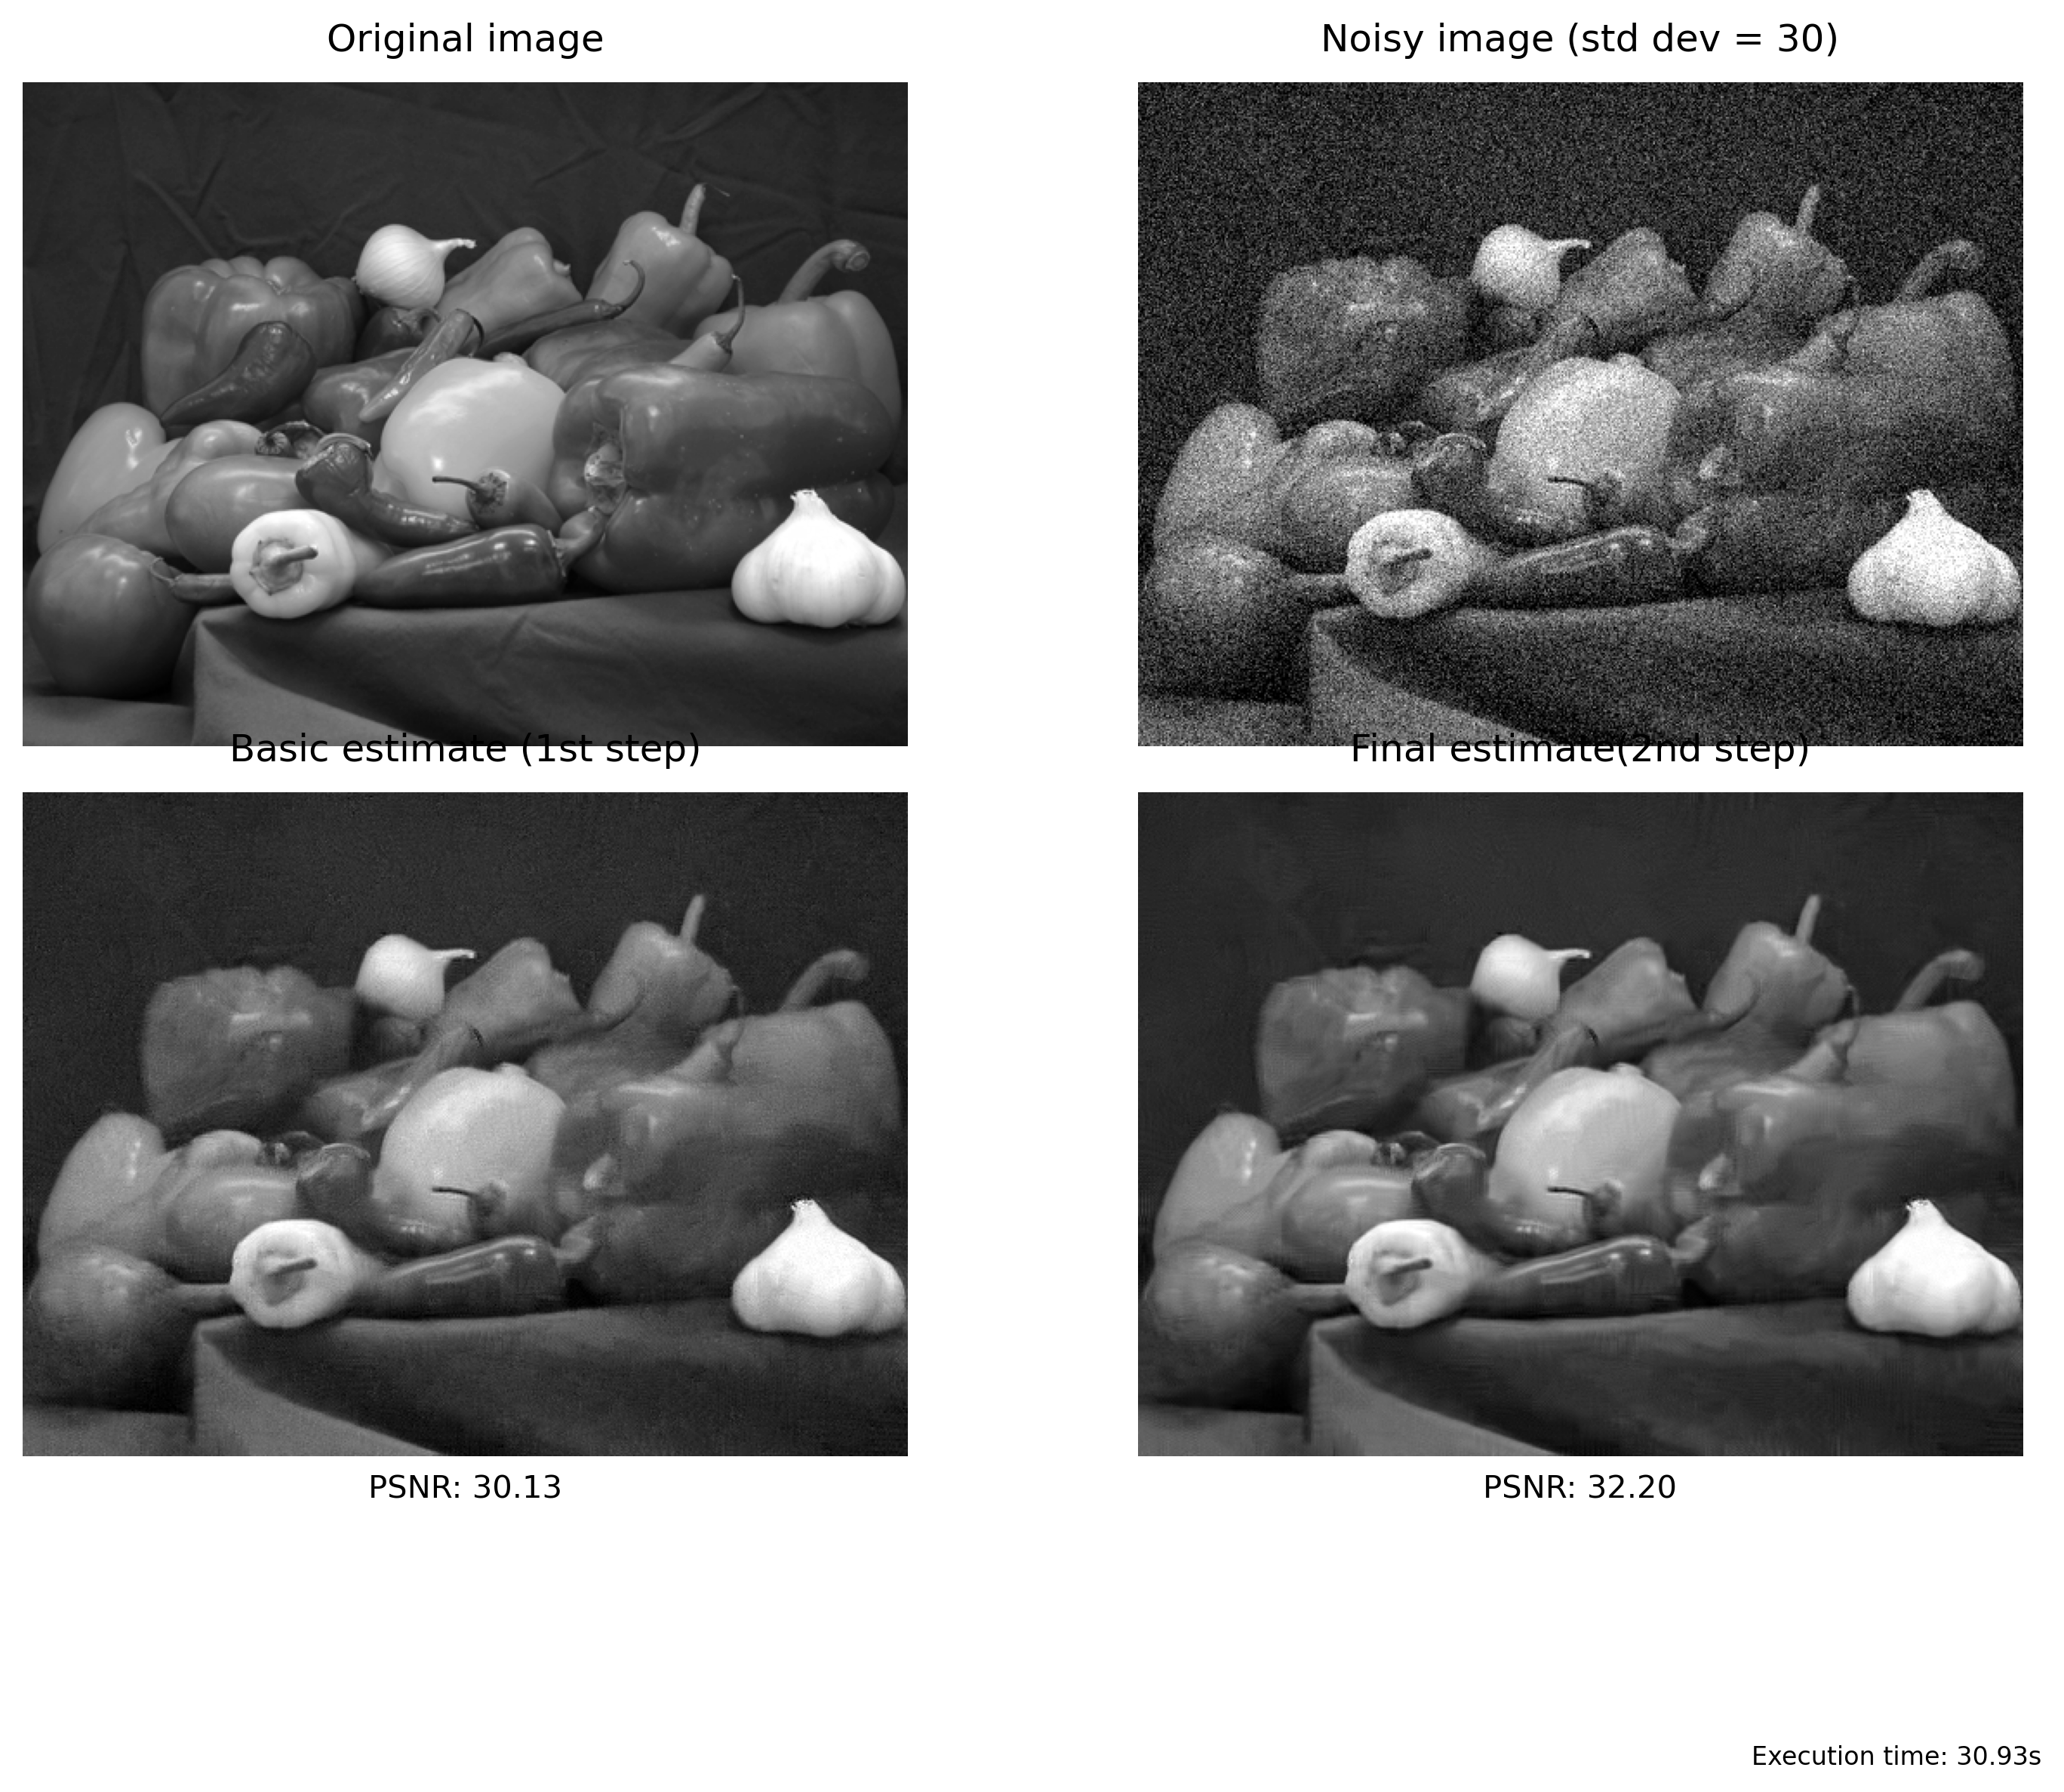 Original image
Noisy image (std dev = 30)
Basic estimate (1st step)
Final estimate(2nd step)
PSNR: 30.13
PSNR: 32.20
Execution time: 30.93s